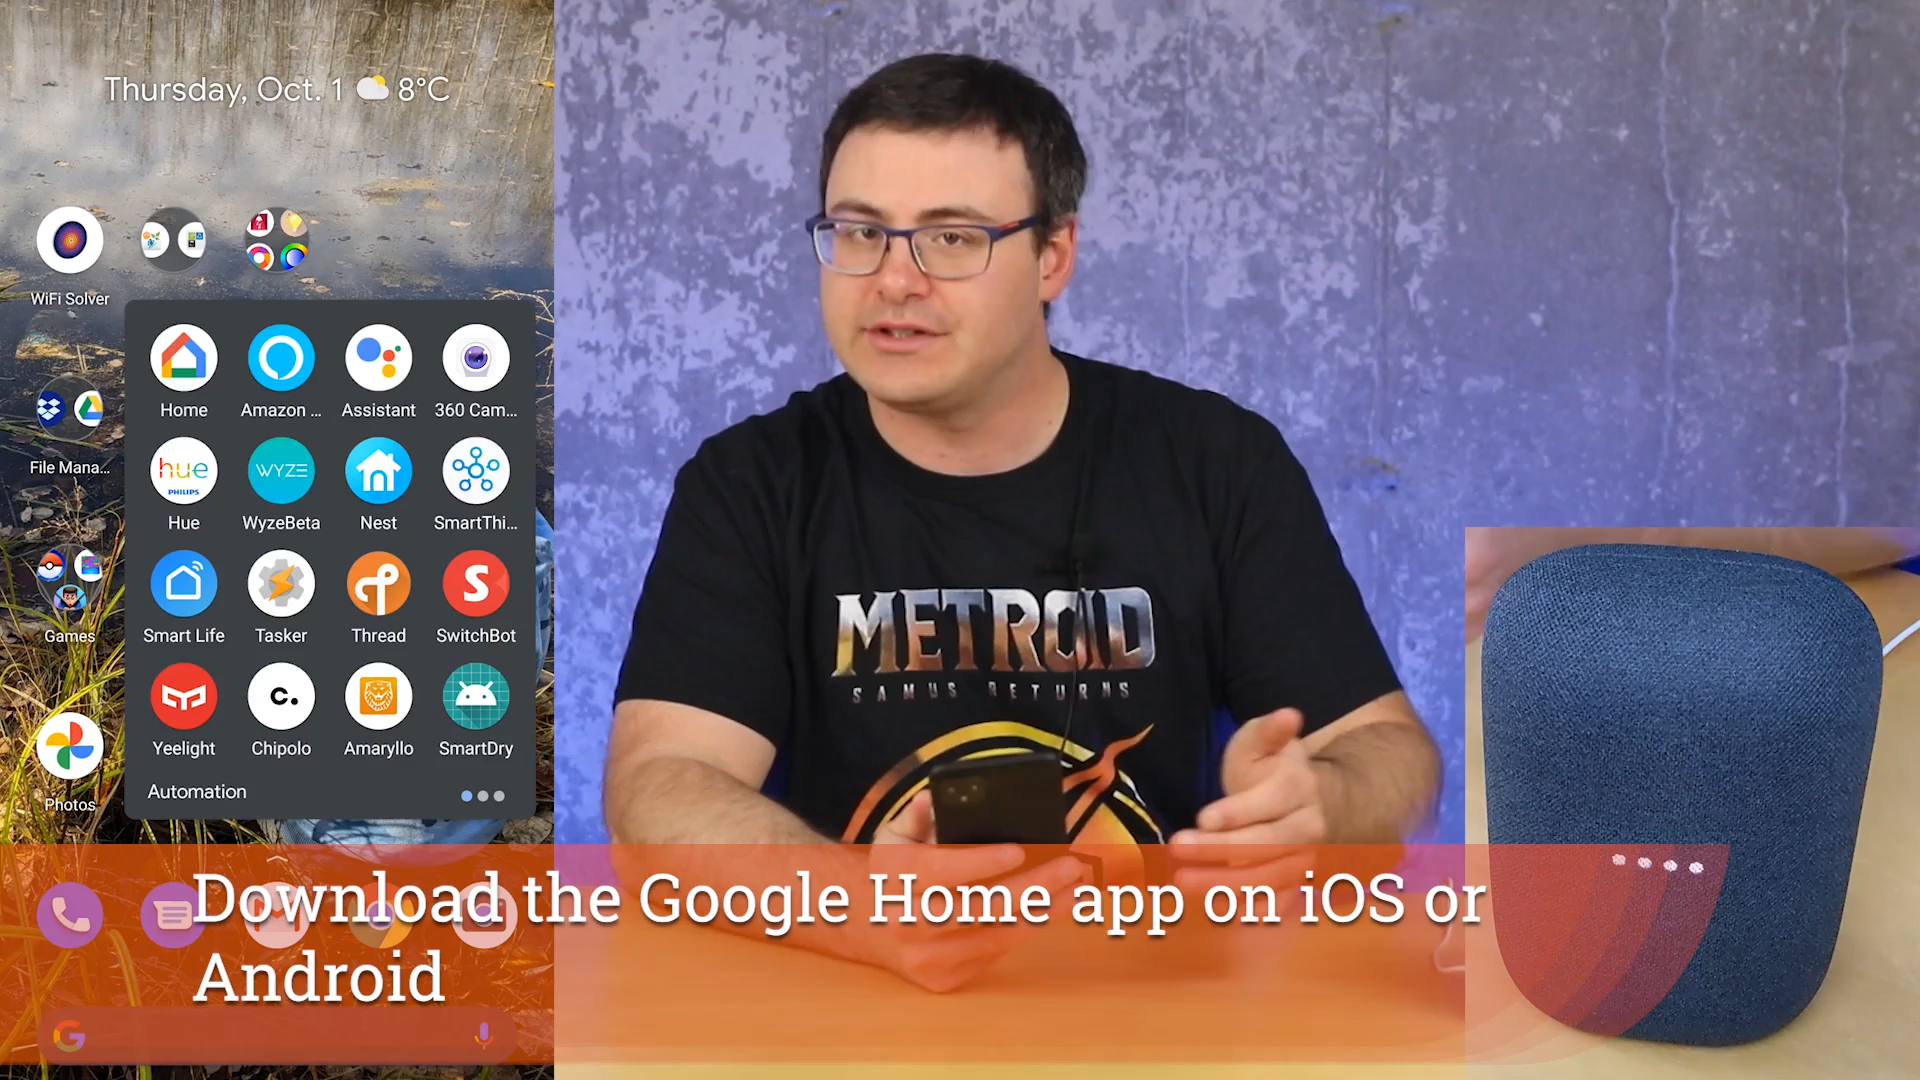 Thursday, Oct. 1 8°C
WiFi Solver
Home Amazon ... Assistant 360 Cam...
hue
PHILIPS
WYZE
File Mana...
Hue WyzeBeta Nest SmartThi...
S
Games
Smart Life Tasker Thread SwitchBot
c.
Photos
Yeelight Chipolo Amaryllo SmartDry
Automation
METROID
SAMUS RETURNS
Download the Google Home app on iOS or
Android
G